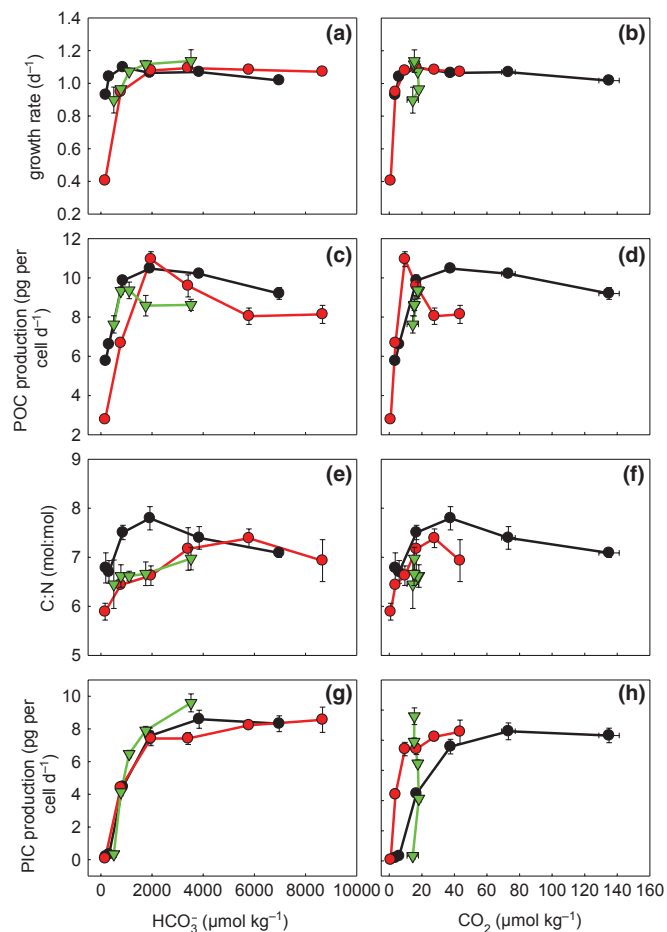 (a)
(b)
1.4
1.2
1.0
0.8
0.6
0.4
0.2
growth rate (d⁻¹)
(c)
(d)
12
10
8
6
4
2
POC production (pg per
cell d⁻¹)
(e)
(f)
9
8
7
6
5
C:N (mol:mol)
(g)
(h)
10
8
6
4
2
0
PIC production (pg per
cell d⁻¹)
0 2000 4000 6000 8000 10000
0 20 40 60 80 100 120 140 160
HCO₃⁻ (µmol kg⁻¹)
CO₂ (µmol kg⁻¹)